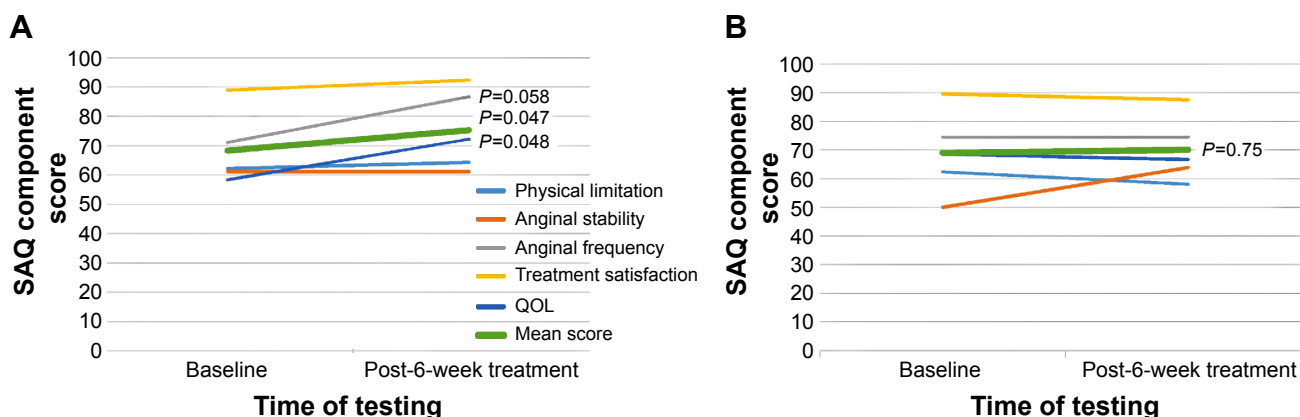 A
SAQ component
score
100
90
80
70
60
50
40
30
20
10
0
P=0.058
P=0.047
P=0.048
Physical limitation
Anginal stability
Anginal frequency
Treatment satisfaction
QOL
Mean score
Baseline
Post-6-week treatment
Time of testing
B
SAQ component
score
100
90
80
70
60
50
40
30
20
10
0
P=0.75
Baseline
Post-6-week treatment
Time of testing